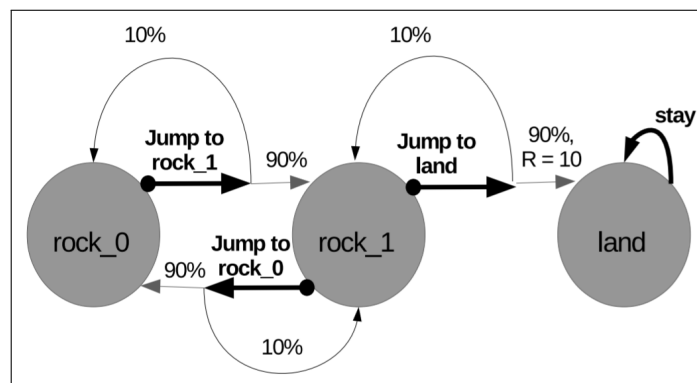 10%
10%
Jump to
rock_1
90%
Jump to
land
90%,
R = 10
stay
rock_0
rock_1
land
Jump to
rock_0
90%
10%